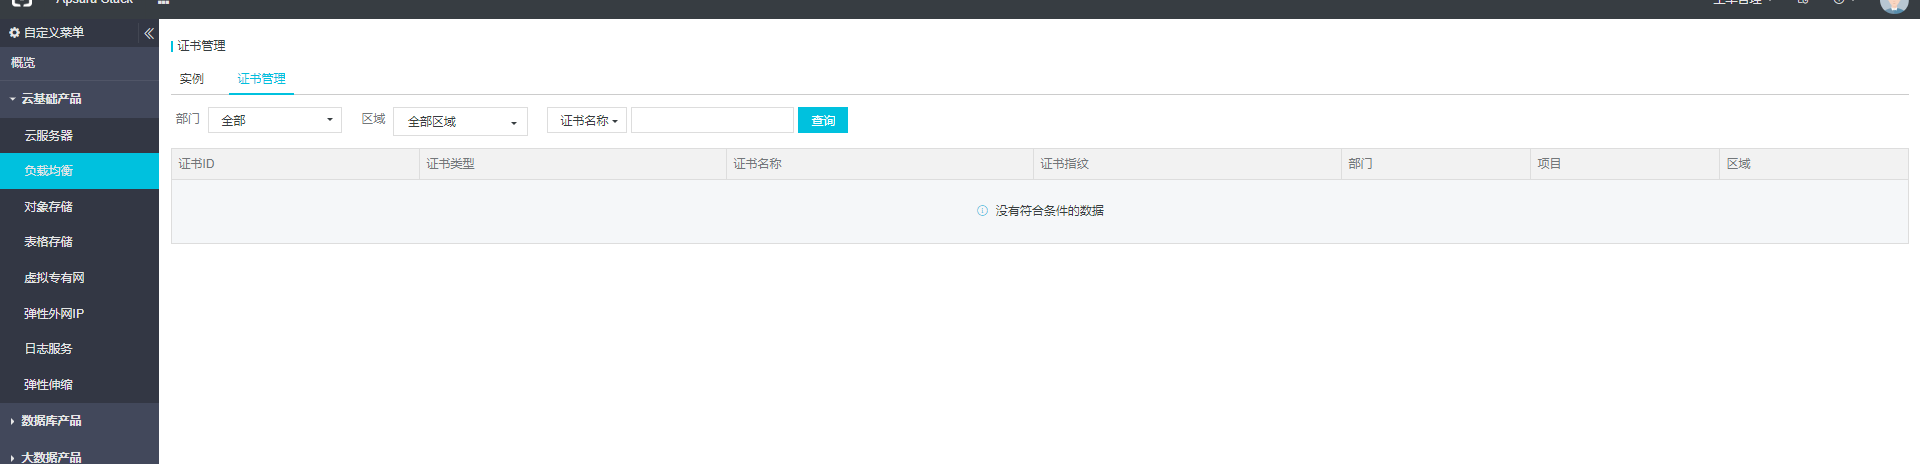 Apsara Stack
自定义菜单
概览
云基础产品
云服务器
负载均衡
对象存储
表格存储
虚拟专有网
弹性外网IP
日志服务
弹性伸缩
数据库产品
大数据产品
证书管理
实例 证书管理
部门 全部 区域 全部区域 证书名称 查询
证书ID 证书类型 证书名称 证书指纹 部门 项目 区域
没有符合条件的数据